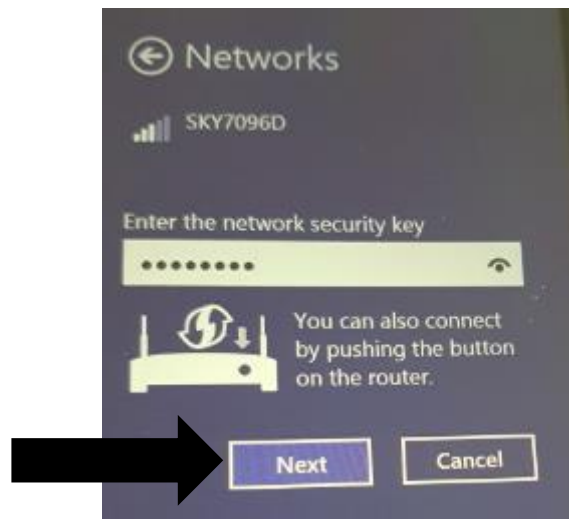 Networks
SKY7096D
Enter the network security key
••••••••
You can also connect
by pushing the button
on the router.
Next
Cancel